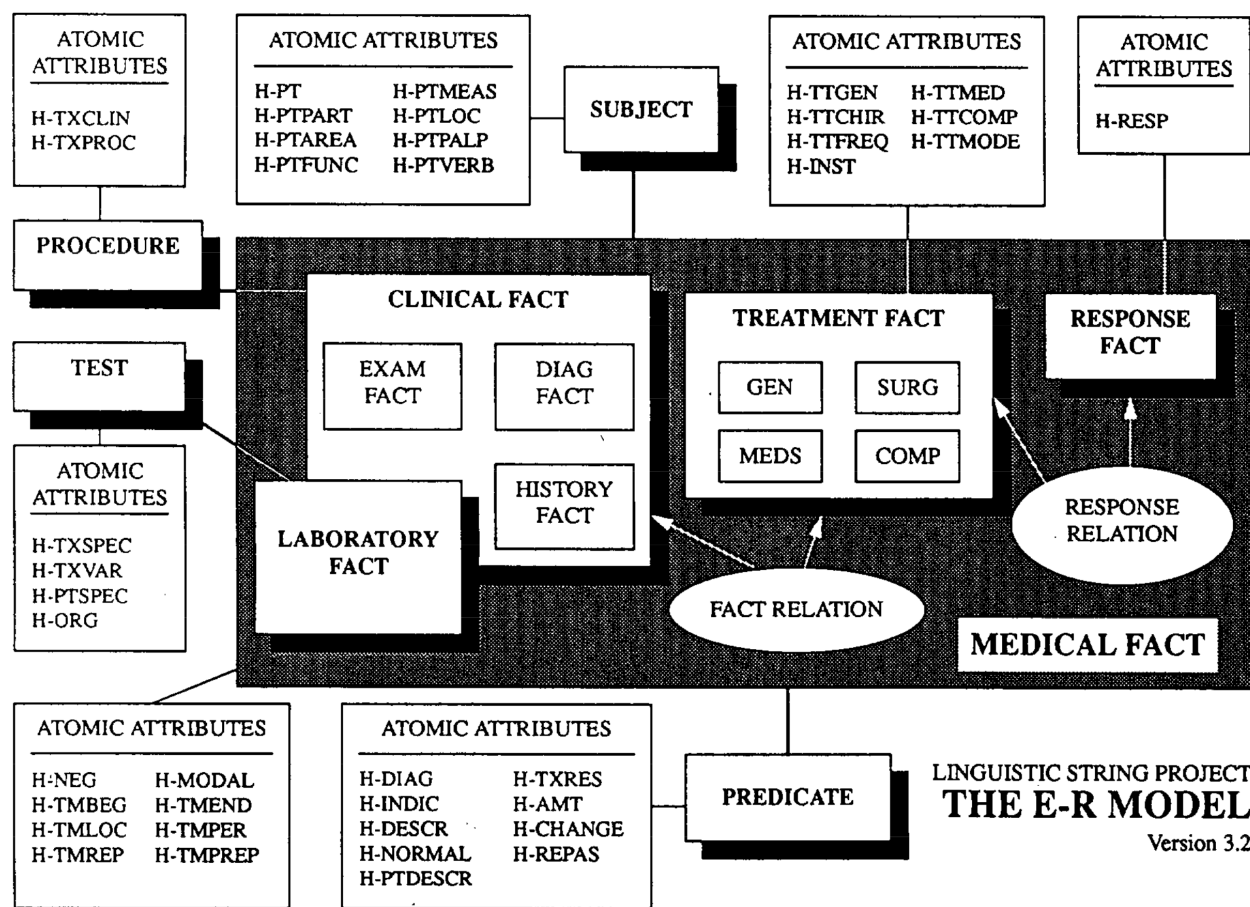 ATOMIC
ATTRIBUTES
H-TXCLIN
H-TXPROC
ATOMIC ATTRIBUTES
H-PT H-PTMEAS
H-PTPART H-PTLOC
H-PTAREA H-PTPALP
H-PTFUNC H-PTVERB
SUBJECT
ATOMIC ATTRIBUTES
H-TTGEN H-TTMED
H-TTCHIR H-TTCOMP
H-TTFREQ H-TTMODE
H-INST
ATOMIC
ATTRIBUTES
H-RESP
PROCEDURE
CLINICAL FACT
EXAM
FACT
DIAG
FACT
HISTORY
FACT
TREATMENT FACT
GEN
SURG
MEDS
COMP
RESPONSE
FACT
TEST
ATOMIC
ATTRIBUTES
H-TXSPEC
H-TXVAR
H-PTSPEC
H-ORG
LABORATORY
FACT
FACT RELATION
RESPONSE
RELATION
MEDICAL FACT
ATOMIC ATTRIBUTES
H-NEG H-MODAL
H-TMBEG H-TMEND
H-TMLOC H-TMPER
H-TMREP H-TMPREP
ATOMIC ATTRIBUTES
H-DIAG H-TXRES
H-INDIC H-AMT
H-DESCR H-CHANGE
H-NORMAL H-REPAS
H-PTDESCR
PREDICATE
LINGUISTIC STRING PROJECT
THE E-R MODEL
Version 3.2